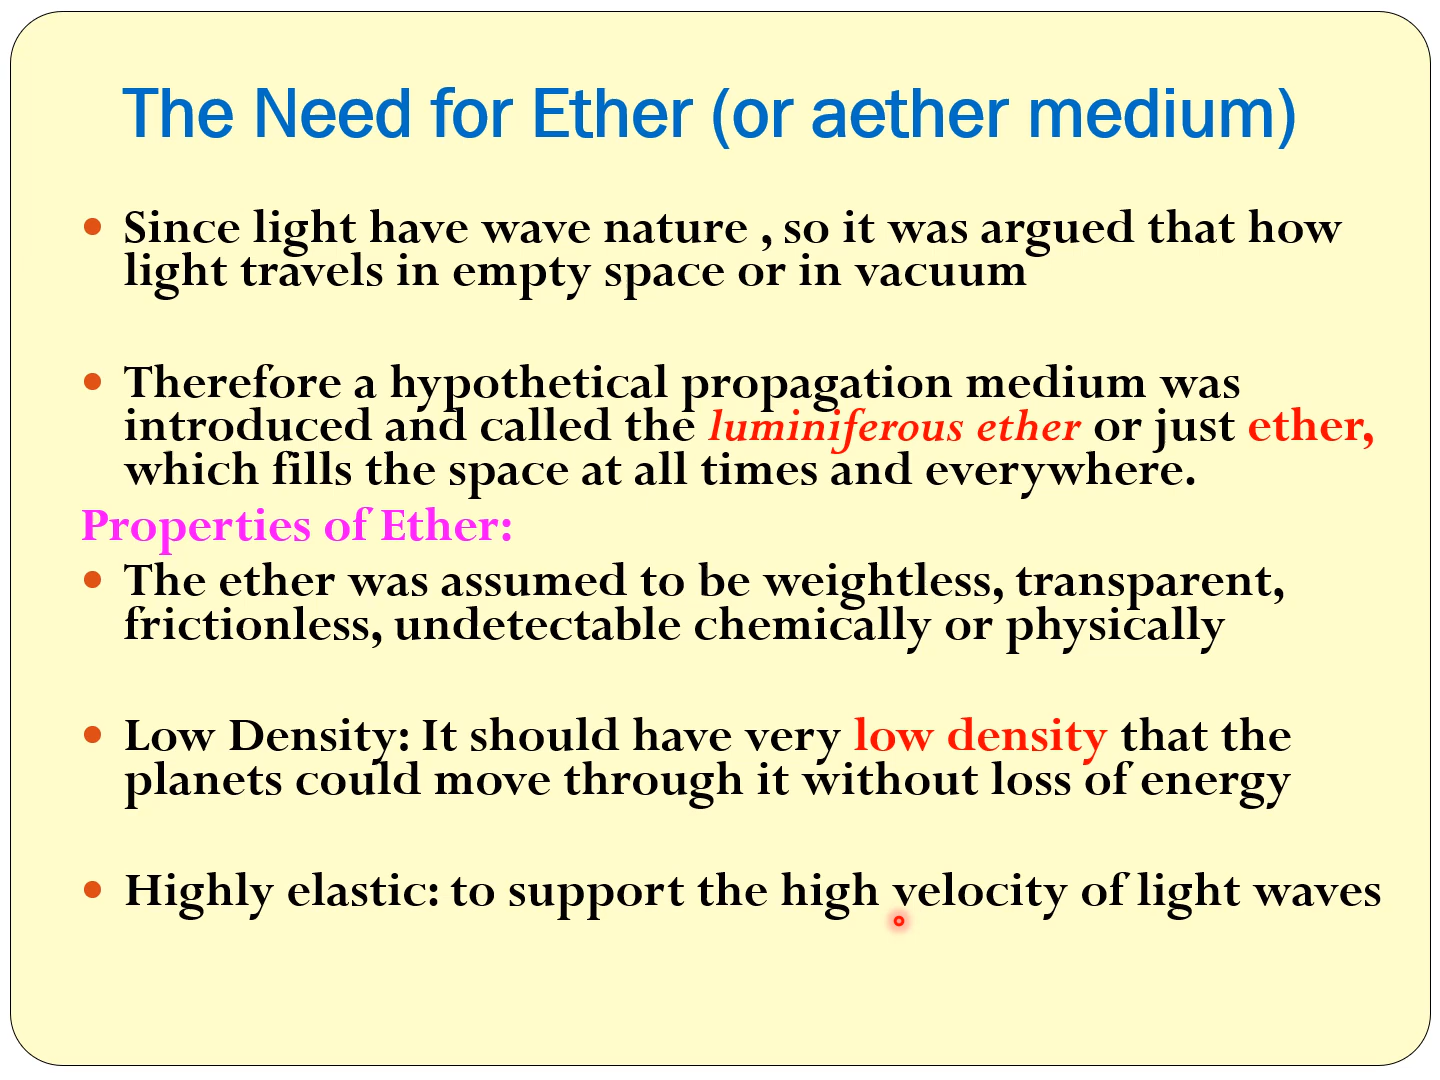 The Need for Ether (or aether medium)
• Since light have wave nature , so it was argued that how
light travels in empty space or in vacuum
• Therefore a hypothetical propagation medium was
introduced and called the luminiferous ether or just ether,
which fills the space at all times and everywhere.
Properties of Ether:
• The ether was assumed to be weightless, transparent,
frictionless, undetectable chemically or physically
• Low Density: It should have very low density that the
planets could move through it without loss of energy
• Highly elastic: to support the high velocity of light waves